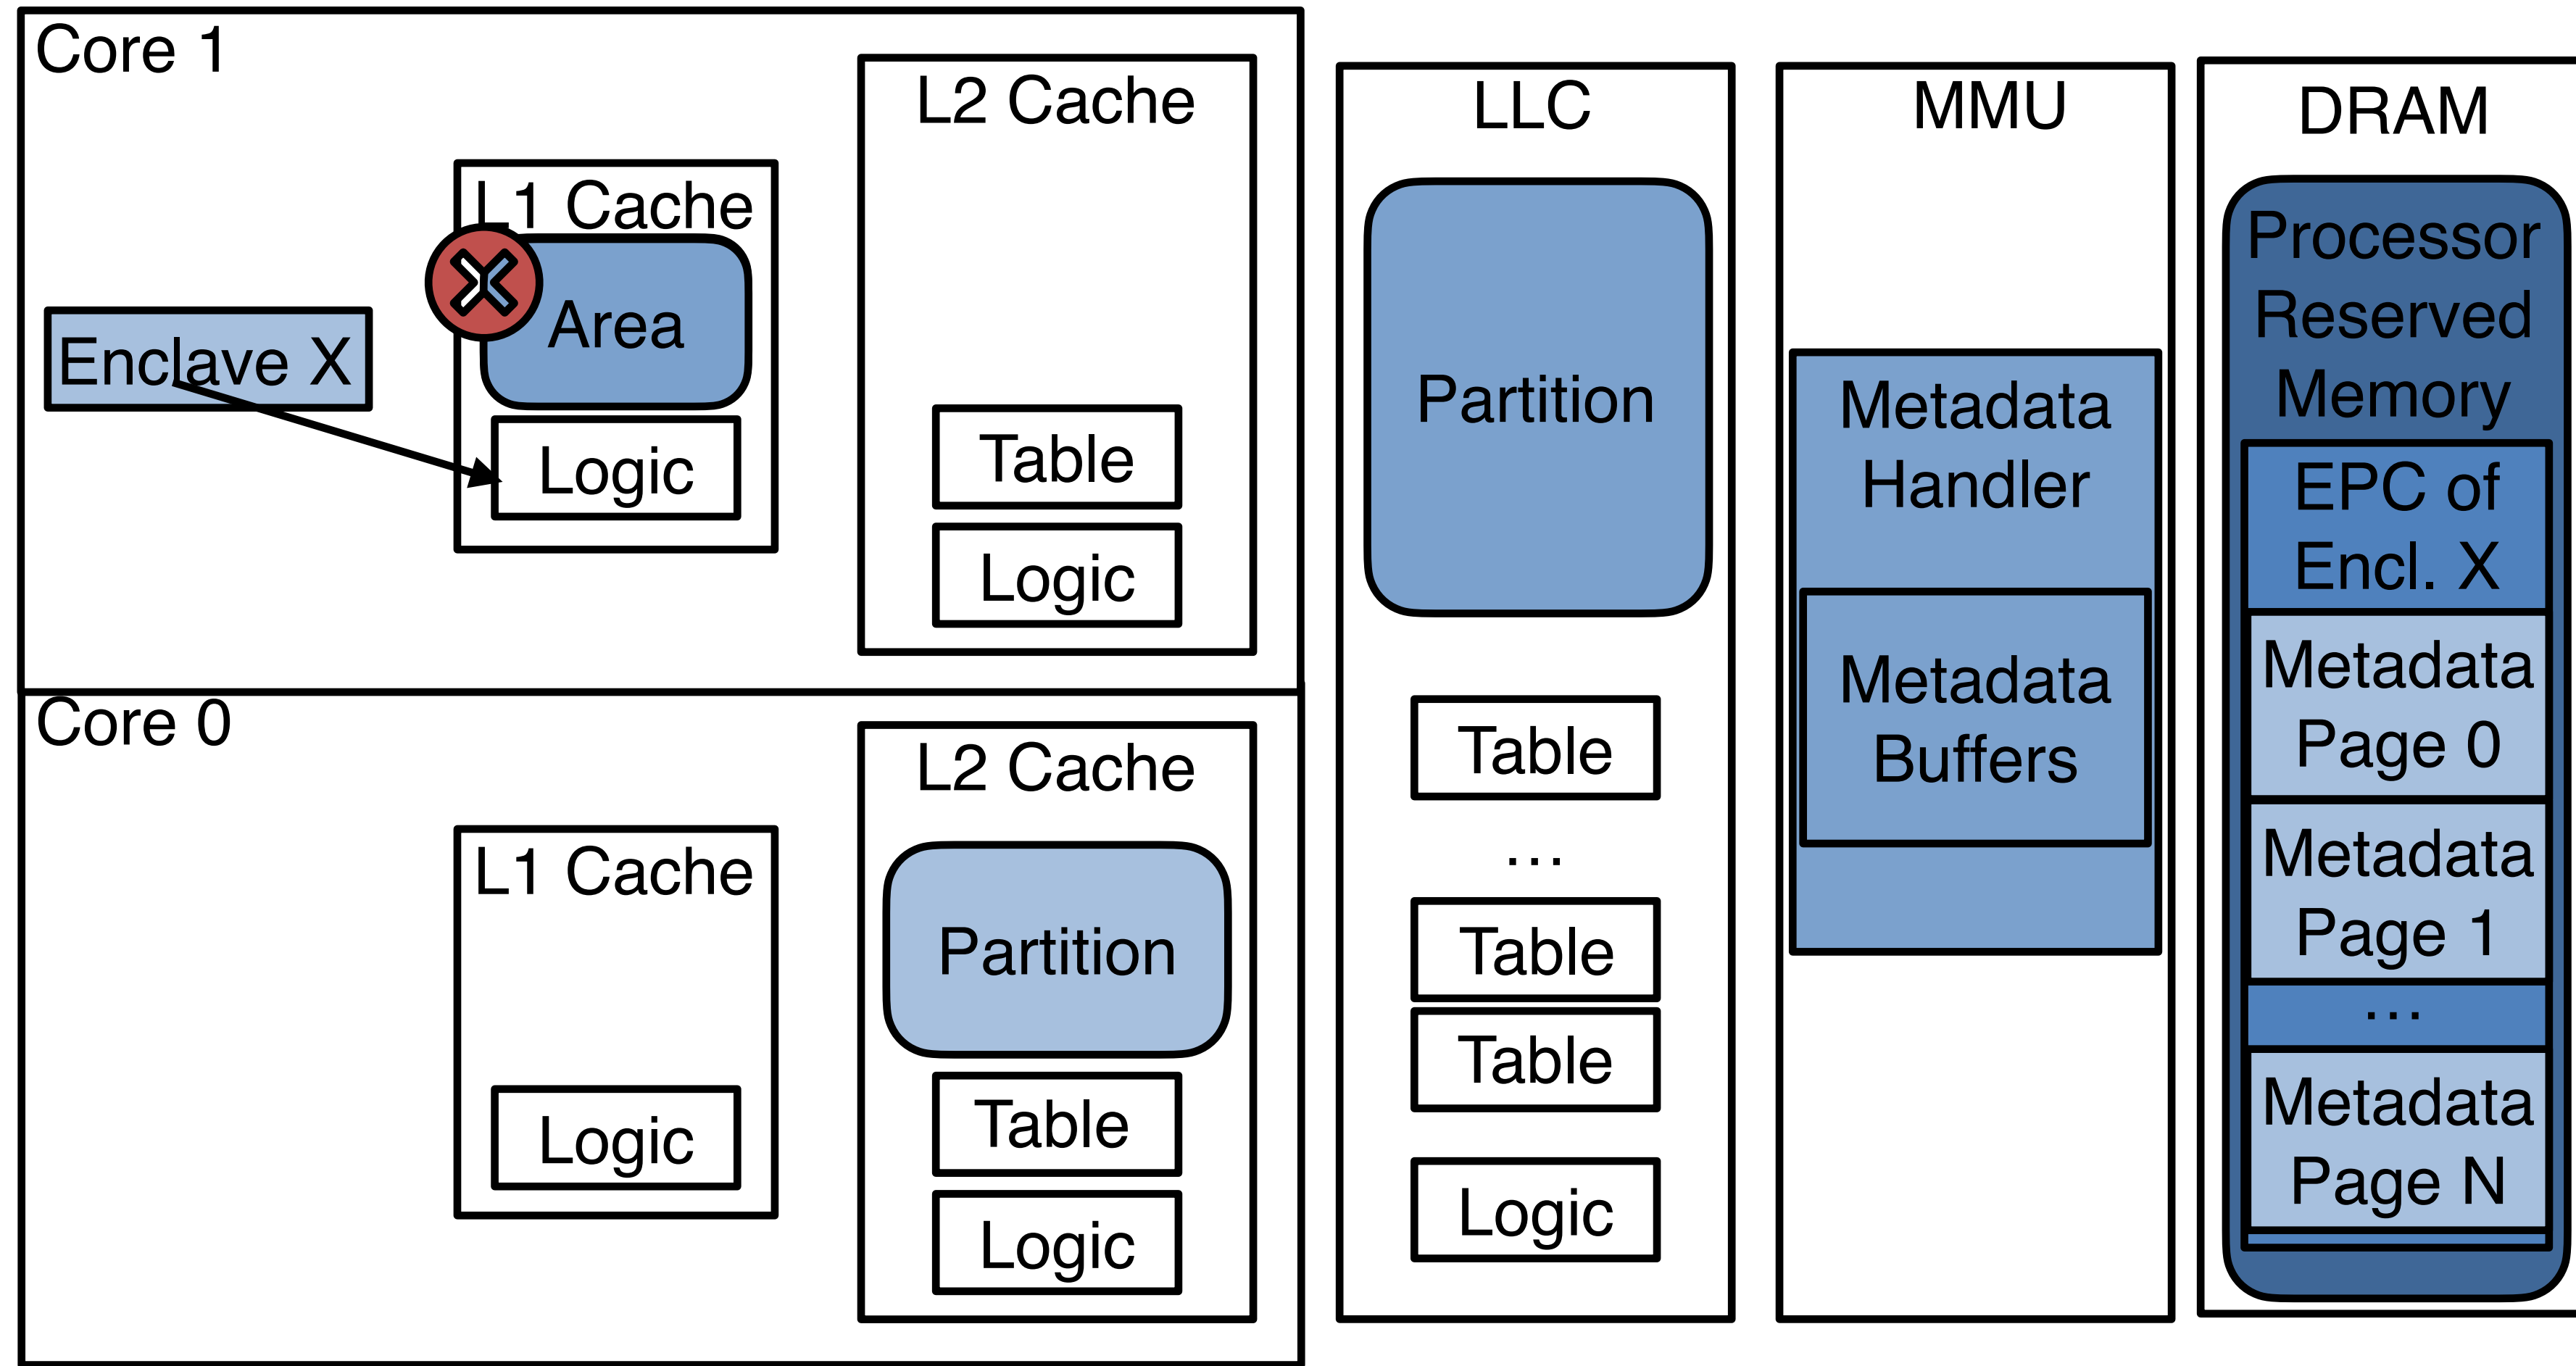 Core 1
Enclave X
L1 Cache
Area
Logic
L2 Cache
Table
Logic
Core 0
L1 Cache
Logic
L2 Cache
Partition
Table
Logic
LLC
Partition
Table
...
Table
Table
Logic
MMU
Metadata
Handler
Metadata
Buffers
DRAM
Processor
Reserved
Memory
EPC of
Encl. X
Metadata
Page 0
Metadata
Page 1
...
Metadata
Page N